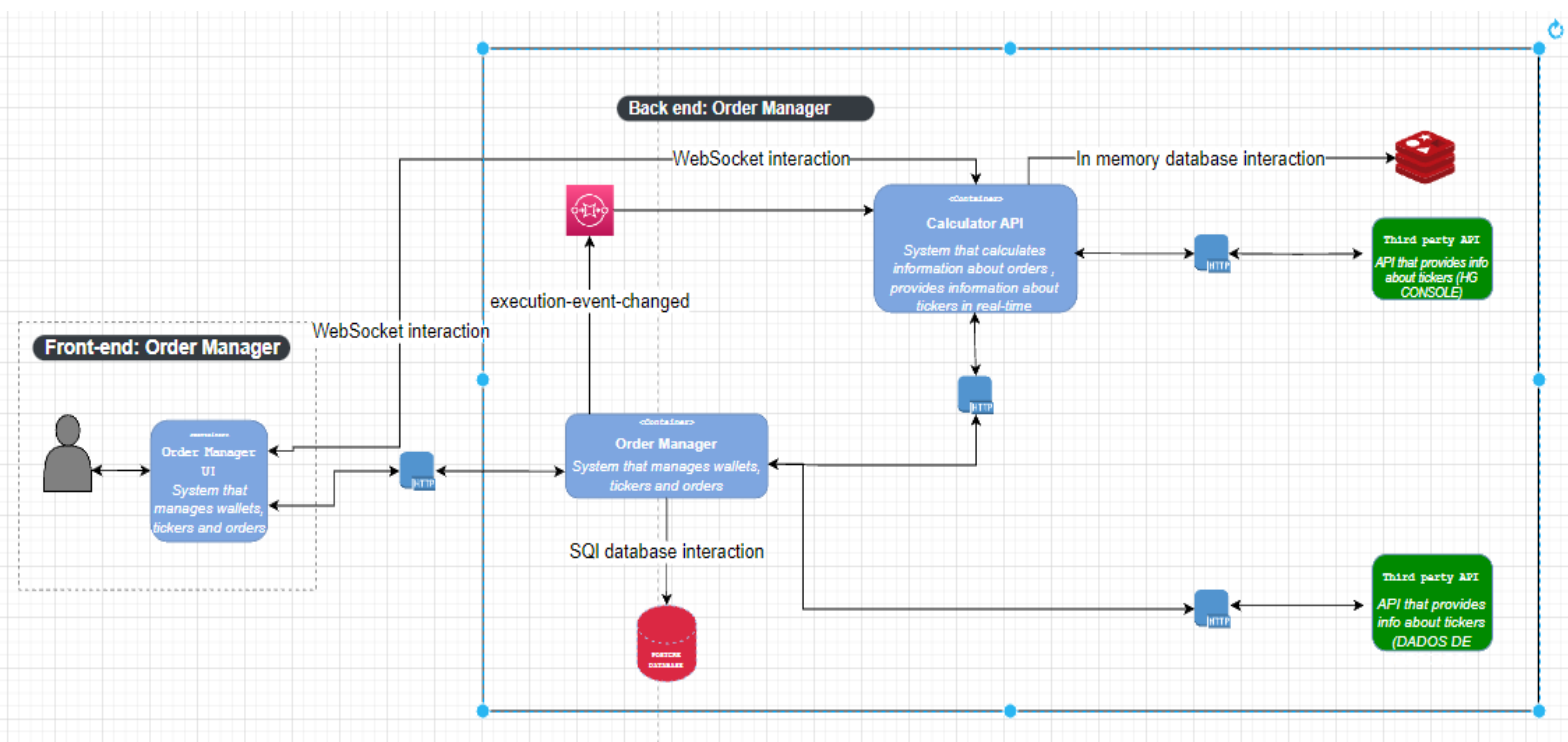 Back end: Order Manager
WebSocket interaction
In memory database interaction
<Container>
Calculator API
System that calculates
information about orders ,
provides information about
tickers in real-time
HTTP
Third party API
API that provides info
about tickers (HG
CONSOLE)
execution-event-changed
WebSocket interaction
Front-end: Order Manager
HTTP
<Container>
Order Manager
System that manages wallets,
tickers and orders
Order Manager
UI
System that
manages wallets,
tickers and orders
HTTP
SQl database interaction
Third party API
API that provides
info about tickers
(DADOS DE
HTTP
DATABASE